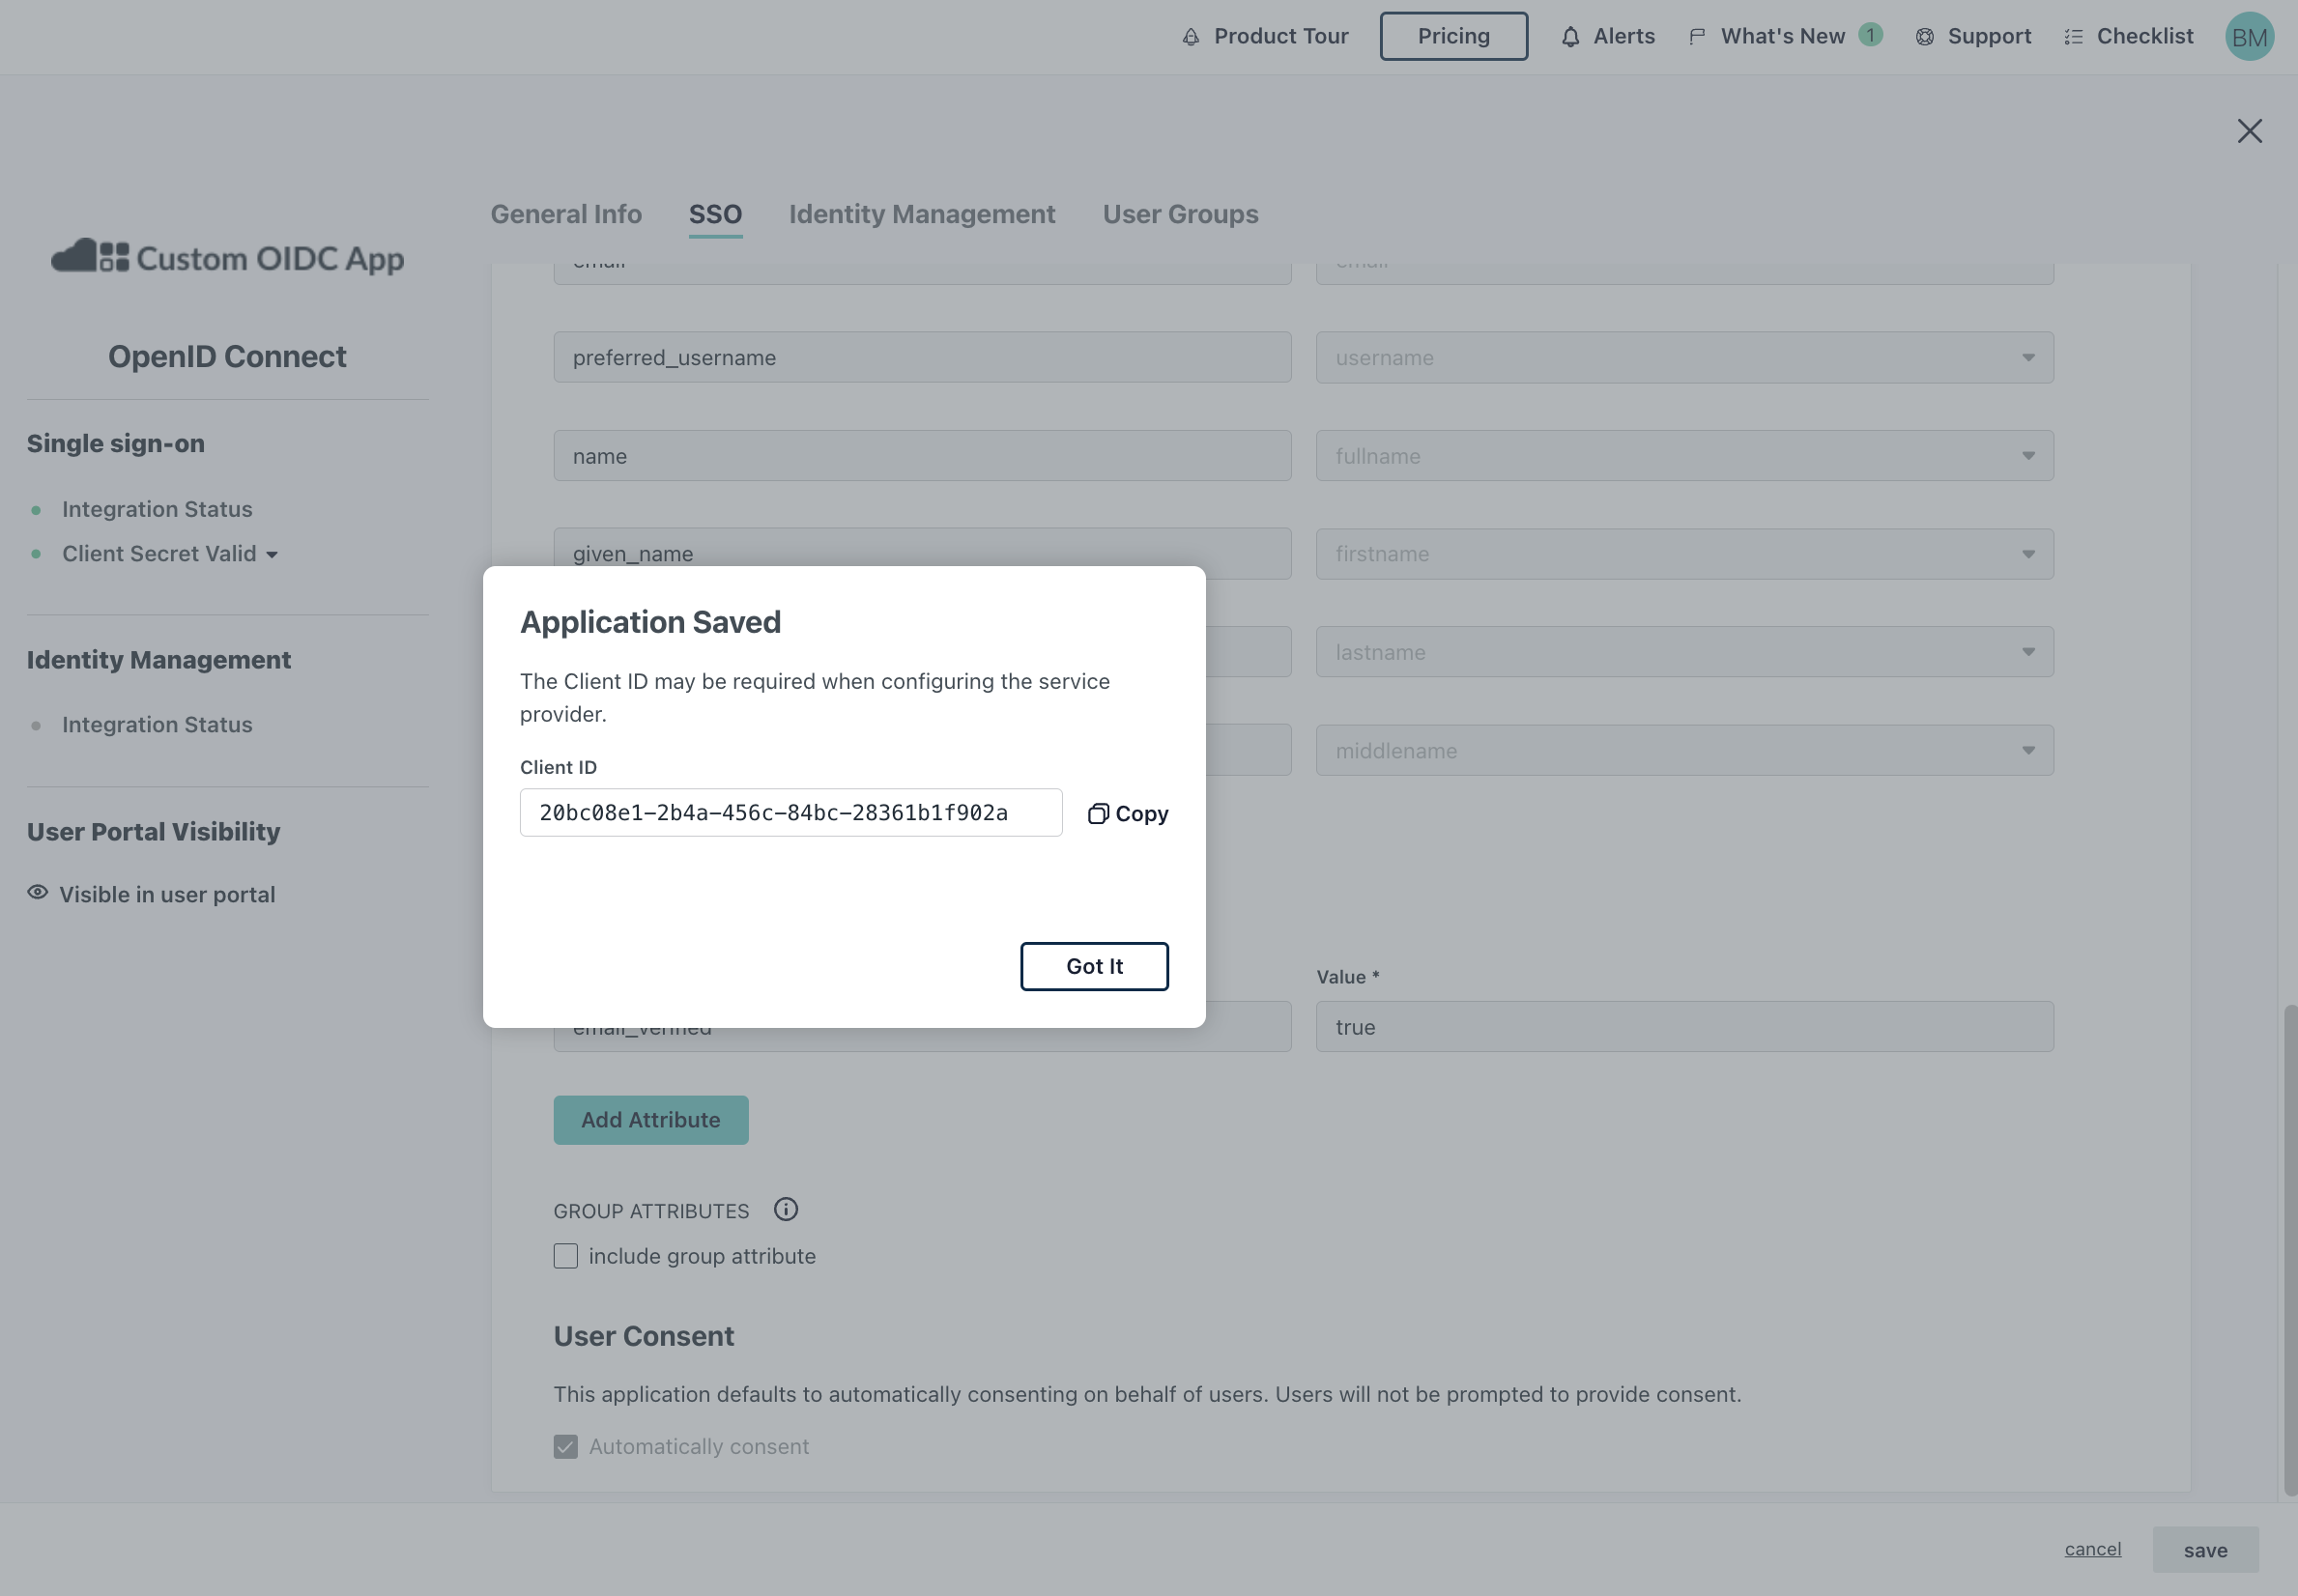 Product Tour
Pricing
Alerts
What's New 1
Support
Checklist
BM
General Info
SSO
Identity Management
User Groups
Custom OIDC App
OpenID Connect
Single sign-on
Integration Status
Client Secret Valid
Identity Management
Integration Status
User Portal Visibility
Visible in user portal
email
email
preferred_username
username
name
fullname
given_name
firstname
lastname
middlename
Application Saved
The Client ID may be required when configuring the service
provider.
Client ID
20bc08e1-2b4a-456c-84bc-28361b1f902a
Copy
Got It
Value *
email_verified
true
Add Attribute
GROUP ATTRIBUTES
include group attribute
User Consent
This application defaults to automatically consenting on behalf of users. Users will not be prompted to provide consent.
Automatically consent
cancel
save